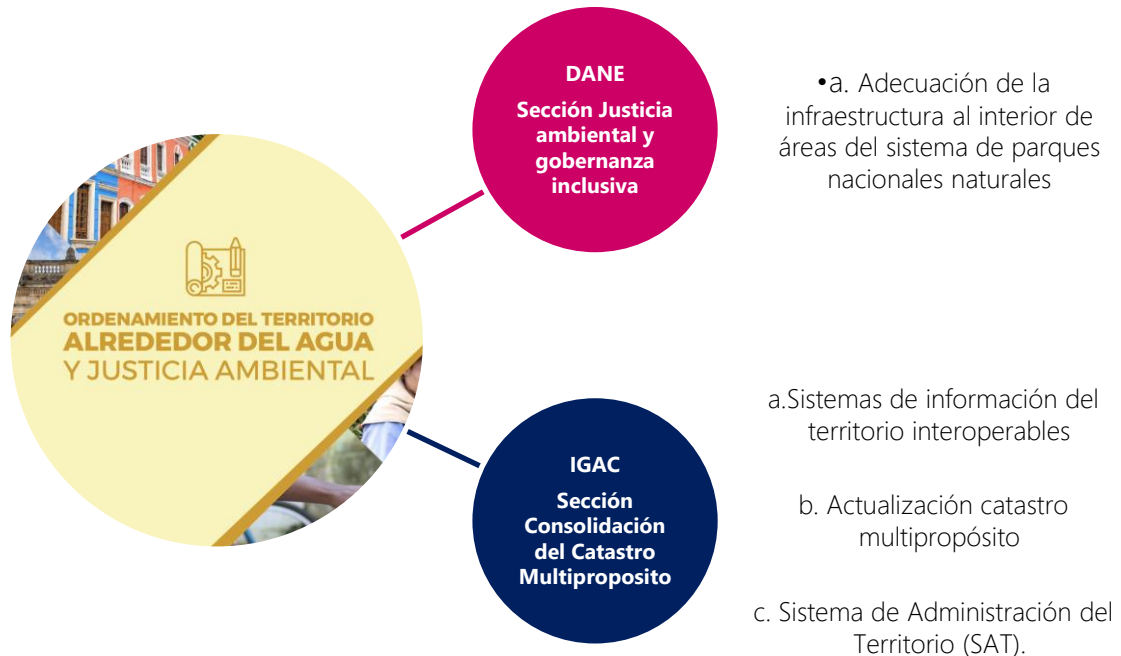 ORDENAMIENTO DEL TERRITORIO
ALREDEDOR DEL AGUA
Y JUSTICIA AMBIENTAL
DANE
Sección Justicia
ambiental y
gobernanza
inclusiva
•a. Adecuación de la
infraestructura al interior de
áreas del sistema de parques
nacionales naturales
IGAC
Sección
Consolidación
del Catastro
Multiproposito
a.Sistemas de información del
territorio interoperables
b. Actualización catastro
multipropósito
c. Sistema de Administración del
Territorio (SAT).